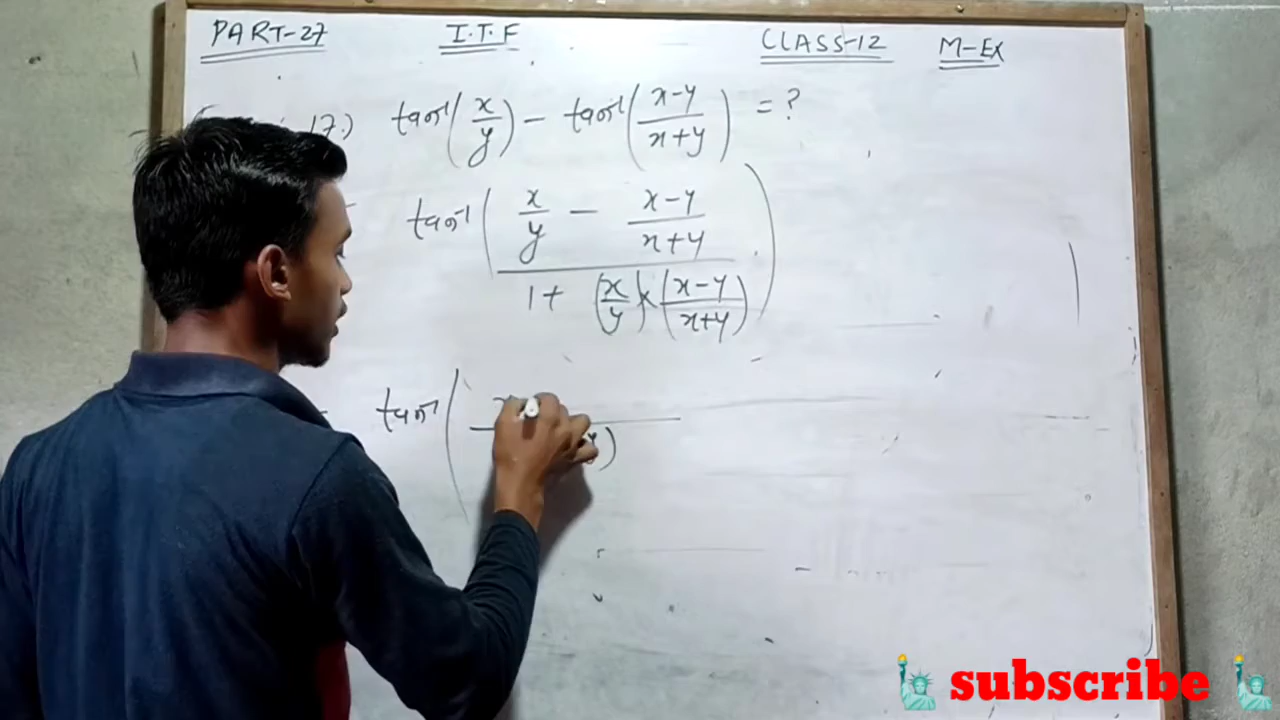 PART-27 I.T.F CLASS-12 M-Ex
17.) tan⁻¹(x/y) - tan⁻¹((x-y)/(x+y)) = ?
tan⁻¹((x/y - (x-y)/(x+y))/(1+ (x/y)×((x-y)/(x+y))))
tan⁻¹(
subscribe